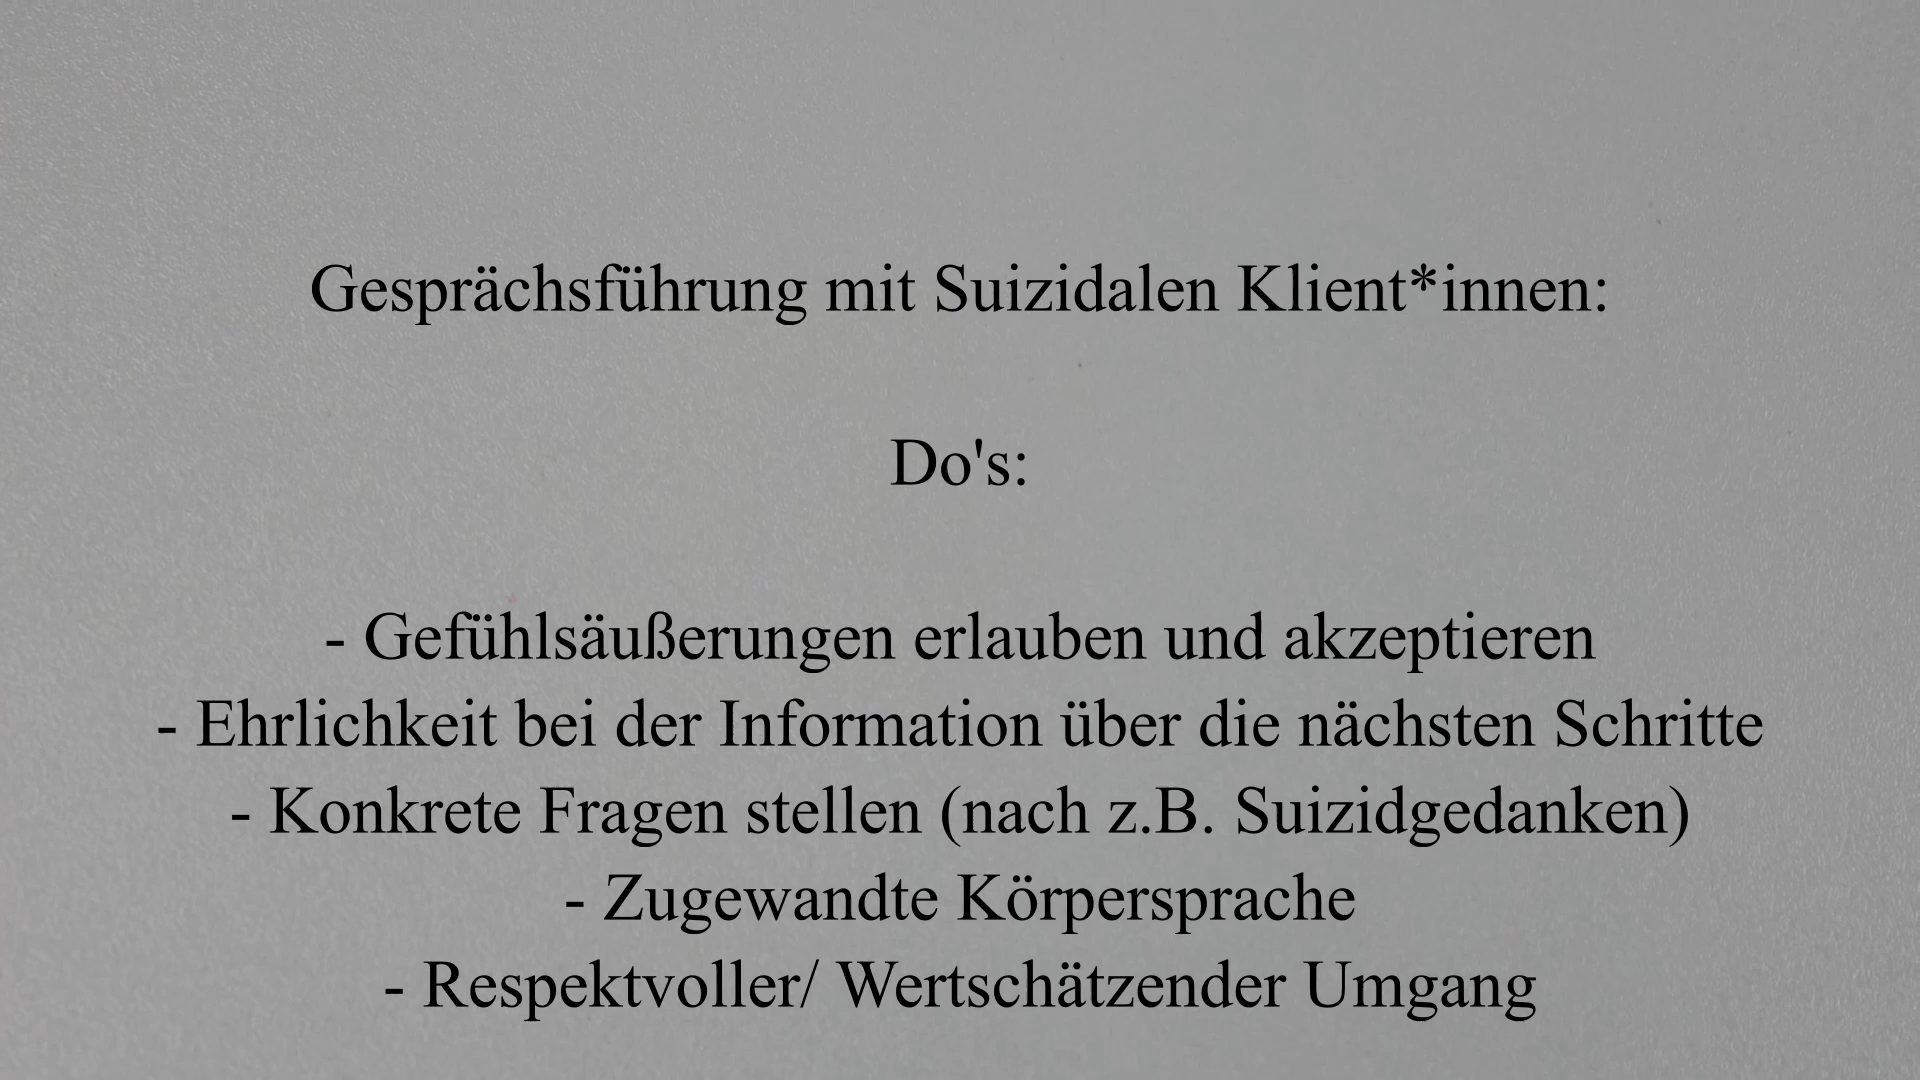 Gesprächsführung mit Suizidalen Klient*innen:
Do's:
- Gefühlsäußerungen erlauben und akzeptieren
- Ehrlichkeit bei der Information über die nächsten Schritte
- Konkrete Fragen stellen (nach z.B. Suizidgedanken)
- Zugewandte Körpersprache
- Respektvoller/ Wertschätzender Umgang